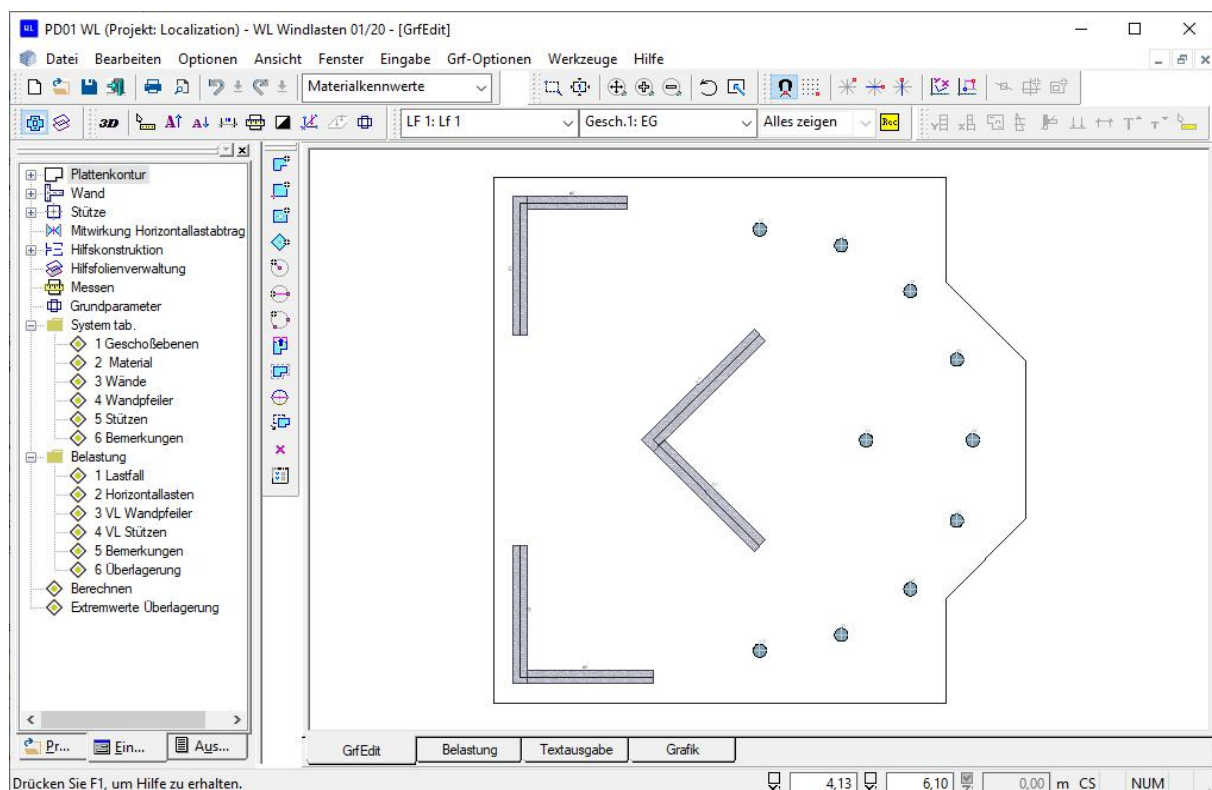 WL PD01 WL (Projekt: Localization) - WL Windlasten 01/20 - [GrfEdit]
Datei Bearbeiten Optionen Ansicht Fenster Eingabe Grf-Optionen Werkzeuge Hilfe
Materialkennwerte
3D LF 1: Lf 1 Gesch.1: EG Alles zeigen Rec
Plattenkontur
Wand
Stütze
Mitwirkung Horizontallastabtrag
Hilfskonstruktion
Hilfsfolienverwaltung
Messen
Grundparameter
System tab.
1 Geschoßebenen
2 Material
3 Wände
4 Wandpfeiler
5 Stützen
6 Bemerkungen
Belastung
1 Lastfall
2 Horizontallasten
3 VL Wandpfeiler
4 VL Stützen
5 Bemerkungen
6 Überlagerung
Berechnen
Extremwerte Überlagerung
Pr... Ein... Aus...
GrfEdit Belastung Textausgabe Grafik
Drücken Sie F1, um Hilfe zu erhalten. 4,13 6,10 0,00 m CS NUM